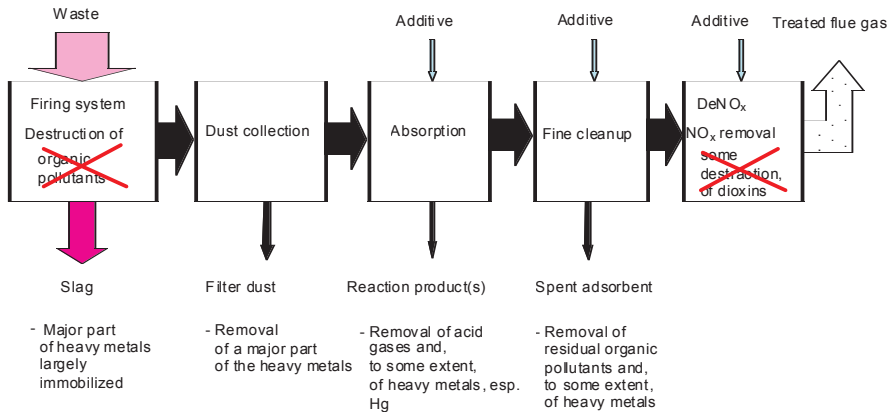 Waste
Additive
Additive
Additive
Treated flue gas
Firing system
Destruction of
organic
pollutants
Dust collection
Absorption
Fine cleanup
DeNOx
NOx removal
some
destraction,
of dioxins
Slag
- Major part
of heavy metals
largely
immobilized
Filter dust
- Removal
of a major part
of the heavy metals
Reaction product(s)
- Removal of acid
gases and,
to some extent,
of heavy metals, esp.
Hg
Spent adsorbent
- Removal of
residual organic
pollutants and,
to some extent,
of heavy metals